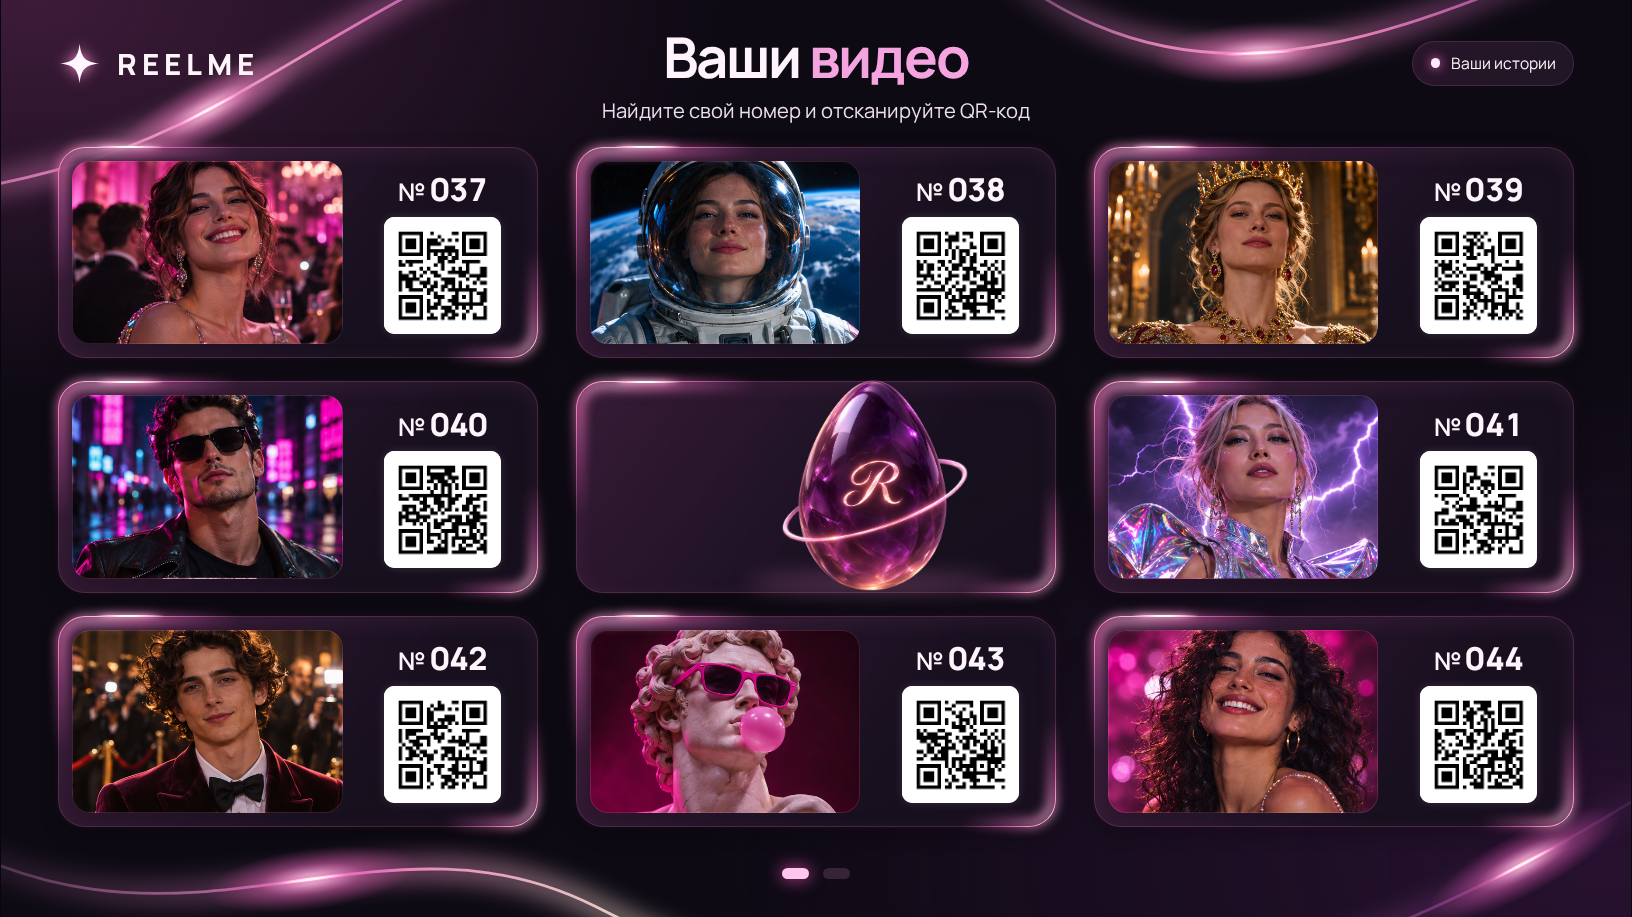 REELME
Ваши видео
Ваши истории
Найдите свой номер и отсканируйте QR-код
№ 037
№ 038
№ 039
№ 040
R
№ 041
№ 042
№ 043
№ 044